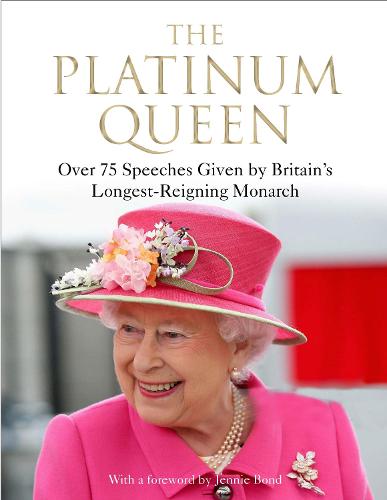 THE
PLATINUM
QUEEN
Over 75 Speeches Given by Britain's
Longest-Reigning Monarch
With a foreword by Jennie Bond